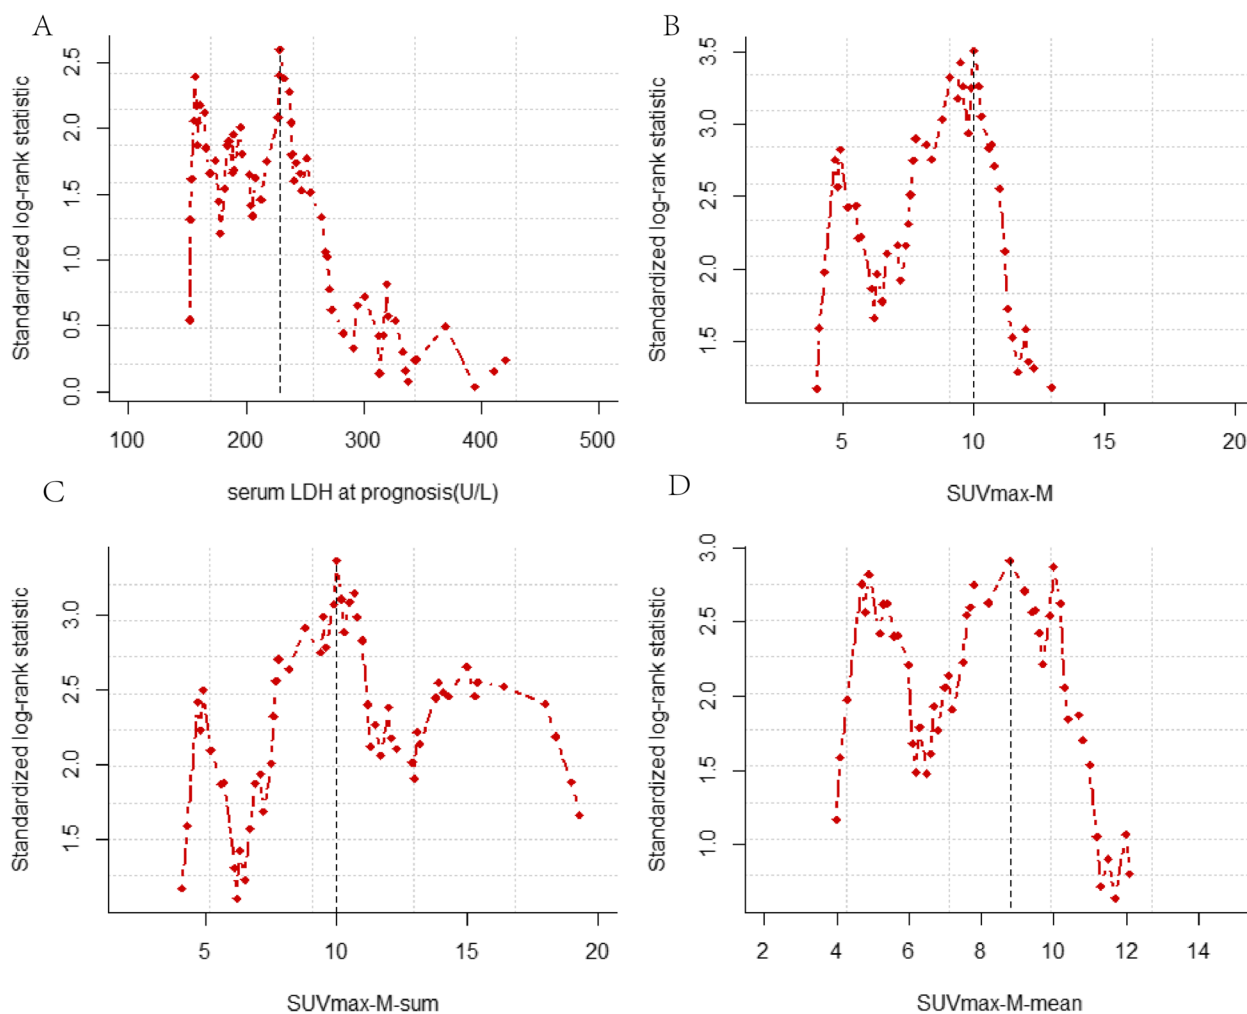 A
Standardized log-rank statistic
2.5
2.0
1.5
1.0
0.5
0.0
100 200 300 400 500
serum LDH at prognosis(U/L)
B
Standardized log-rank statistic
3.5
3.0
2.5
2.0
1.5
5 10 15 20
SUVmax-M
C
Standardized log-rank statistic
3.0
2.5
2.0
1.5
5 10 15 20
SUVmax-M-sum
D
Standardized log-rank statistic
3.0
2.5
2.0
1.5
1.0
2 4 6 8 10 12 14
SUVmax-M-mean